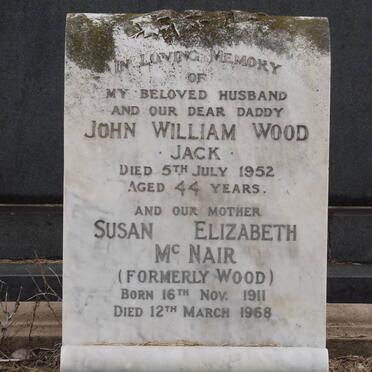 IN LOVING MEMORY
OF
MY BELOVED HUSBAND
AND OUR DEAR DADDY
JOHN WILLIAM WOOD
· JACK ·
DIED 5TH JULY 1952
AGED 44 YEARS.
AND OUR MOTHER
SUSAN ELIZABETH
MC NAIR
(FORMERLY WOOD)
BORN 16TH NOV. 1911
DIED 12TH MARCH 1968